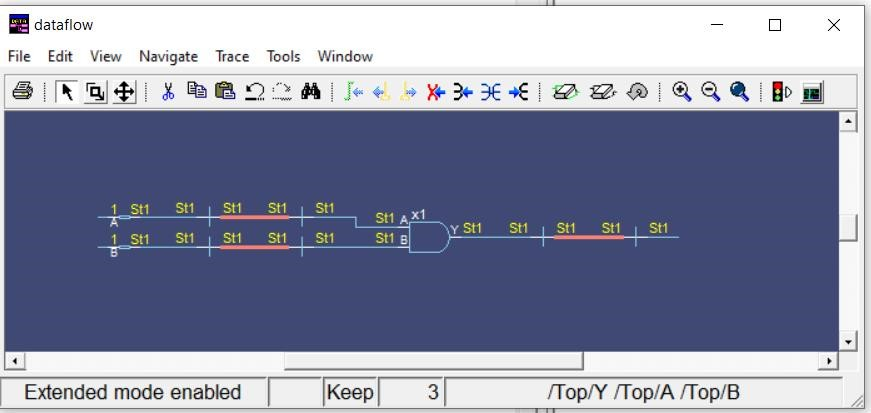 dataflow
File Edit View Navigate Trace Tools Window
1 St1 St1 St1 St1 St1
A
St1 A x1
Y St1 St1 St1 St1 St1
1 St1 St1 St1 St1 St1 St1 B
B
Extended mode enabled Keep 3 /Top/Y /Top/A /Top/B